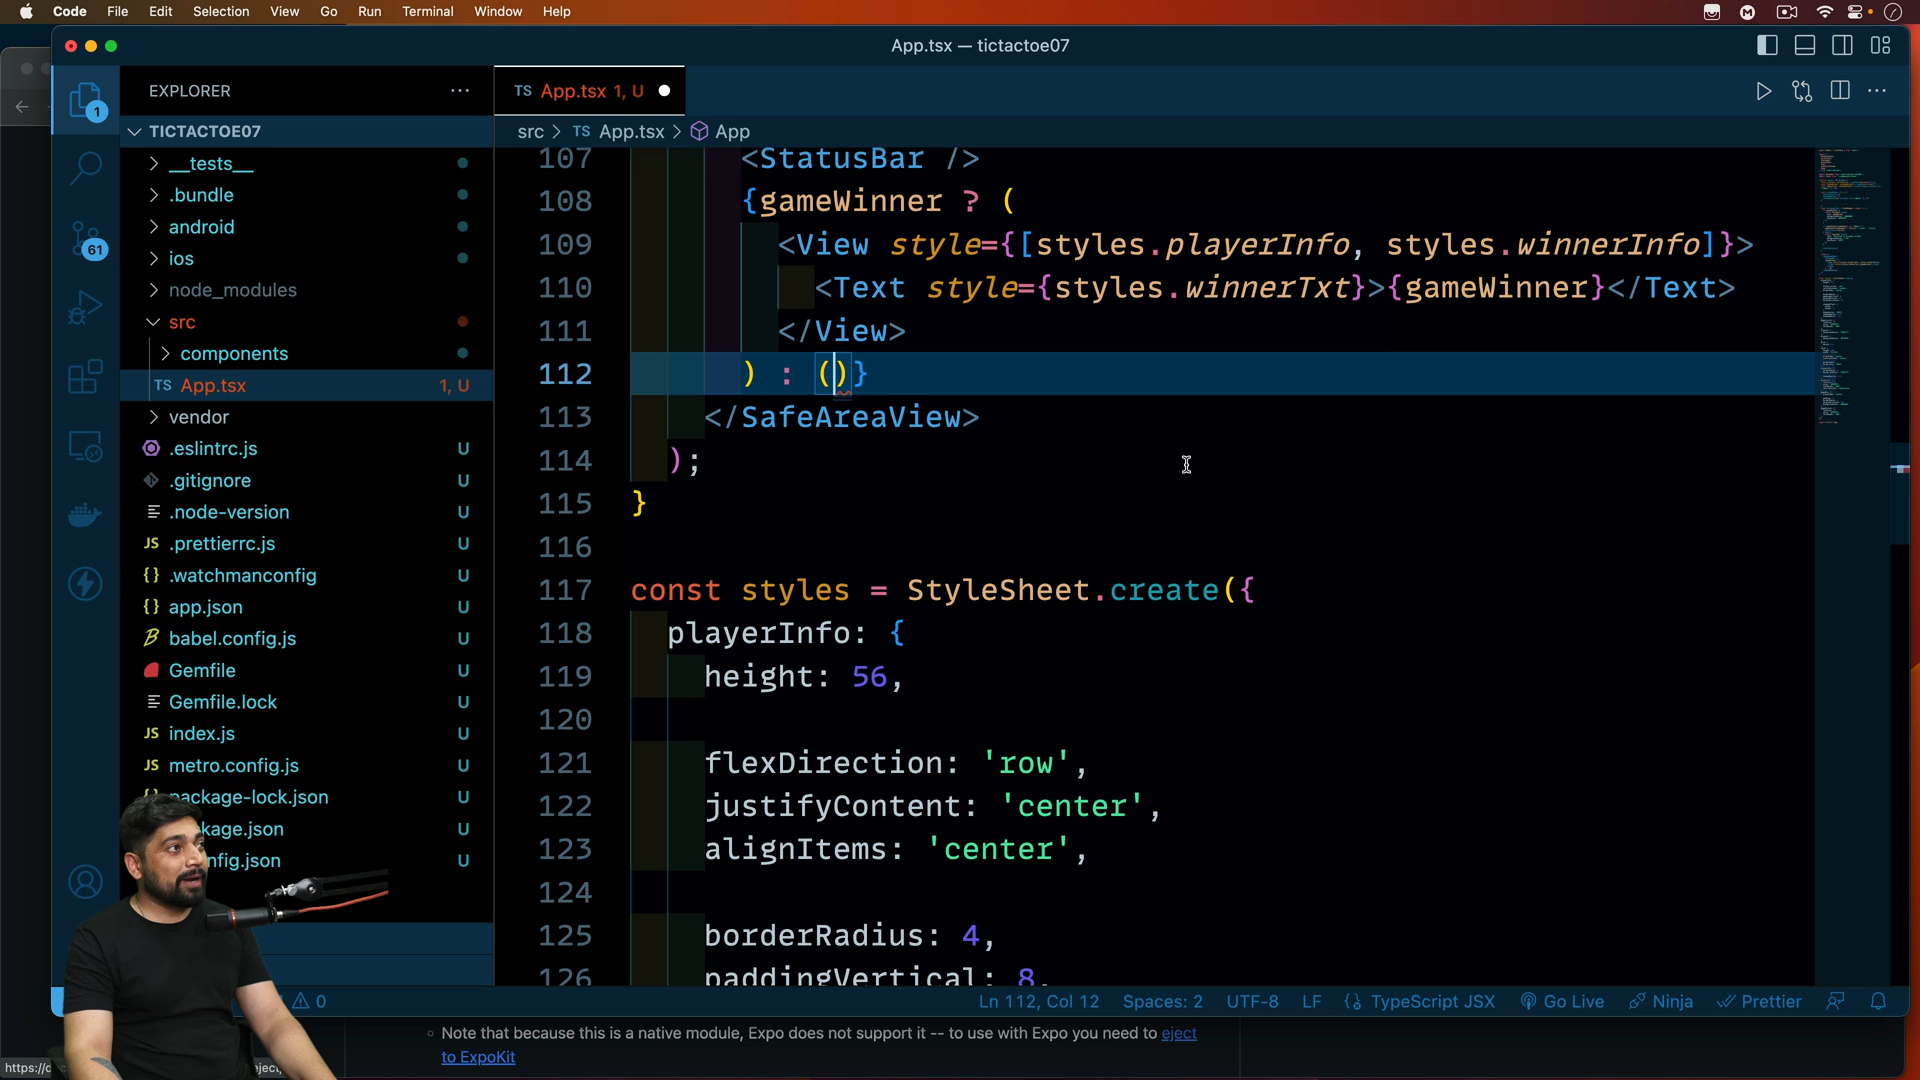 Code File Edit Selection View Go Run Terminal Window Help
App.tsx — tictactoe07
EXPLORER
TS App.tsx 1, U
TICTACTOE07
src > TS App.tsx > App
__tests__
.bundle
android
ios
node_modules
src
components
TS App.tsx 1, U
vendor
.eslintrc.js U
.gitignore U
.node-version U
JS .prettierrc.js U
{} .watchmanconfig U
{} app.json U
babel.config.js U
Gemfile U
Gemfile.lock U
JS index.js U
JS metro.config.js U
package-lock.json U
kage.json U
nfig.json U
1
61
107 <StatusBar />
108 {gameWinner ? (
109 <View style={[styles.playerInfo, styles.winnerInfo]}>
110 <Text style={styles.winnerTxt}>{gameWinner}</Text>
111 </View>
112 ) : ()}
113 </SafeAreaView>
114 );
115 }
116
117 const styles = StyleSheet.create({
118 playerInfo: {
119 height: 56,
120
121 flexDirection: 'row',
122 justifyContent: 'center',
123 alignItems: 'center',
124
125 borderRadius: 4,
126 paddingVertical: 8,
0 Ln 112, Col 12 Spaces: 2 UTF-8 LF {} TypeScript JSX Go Live Ninja Prettier
Note that because this is a native module, Expo does not support it -- to use with Expo you need to eject
to ExpoKit
https://d